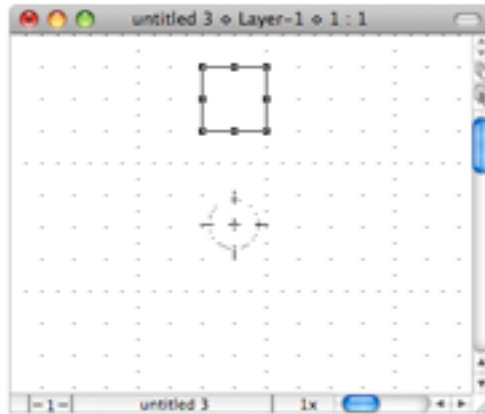 untitled 3 ⋄ Layer-1 ⋄ 1 : 1
|−1−| untitled 3 1x